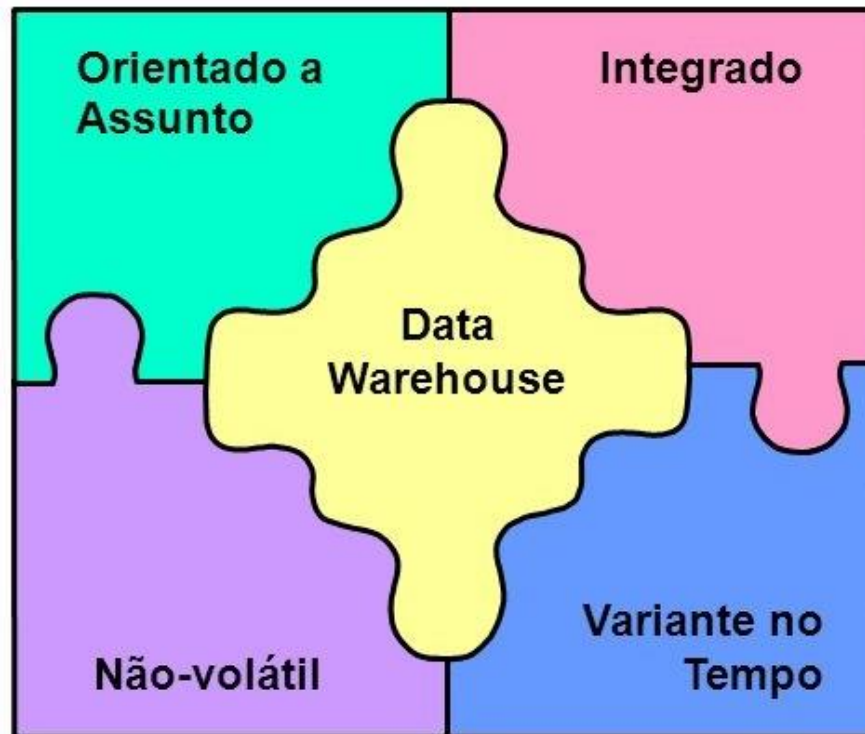 Orientado a
Assunto
Integrado
Data
Warehouse
Não-volátil
Variante no
Tempo